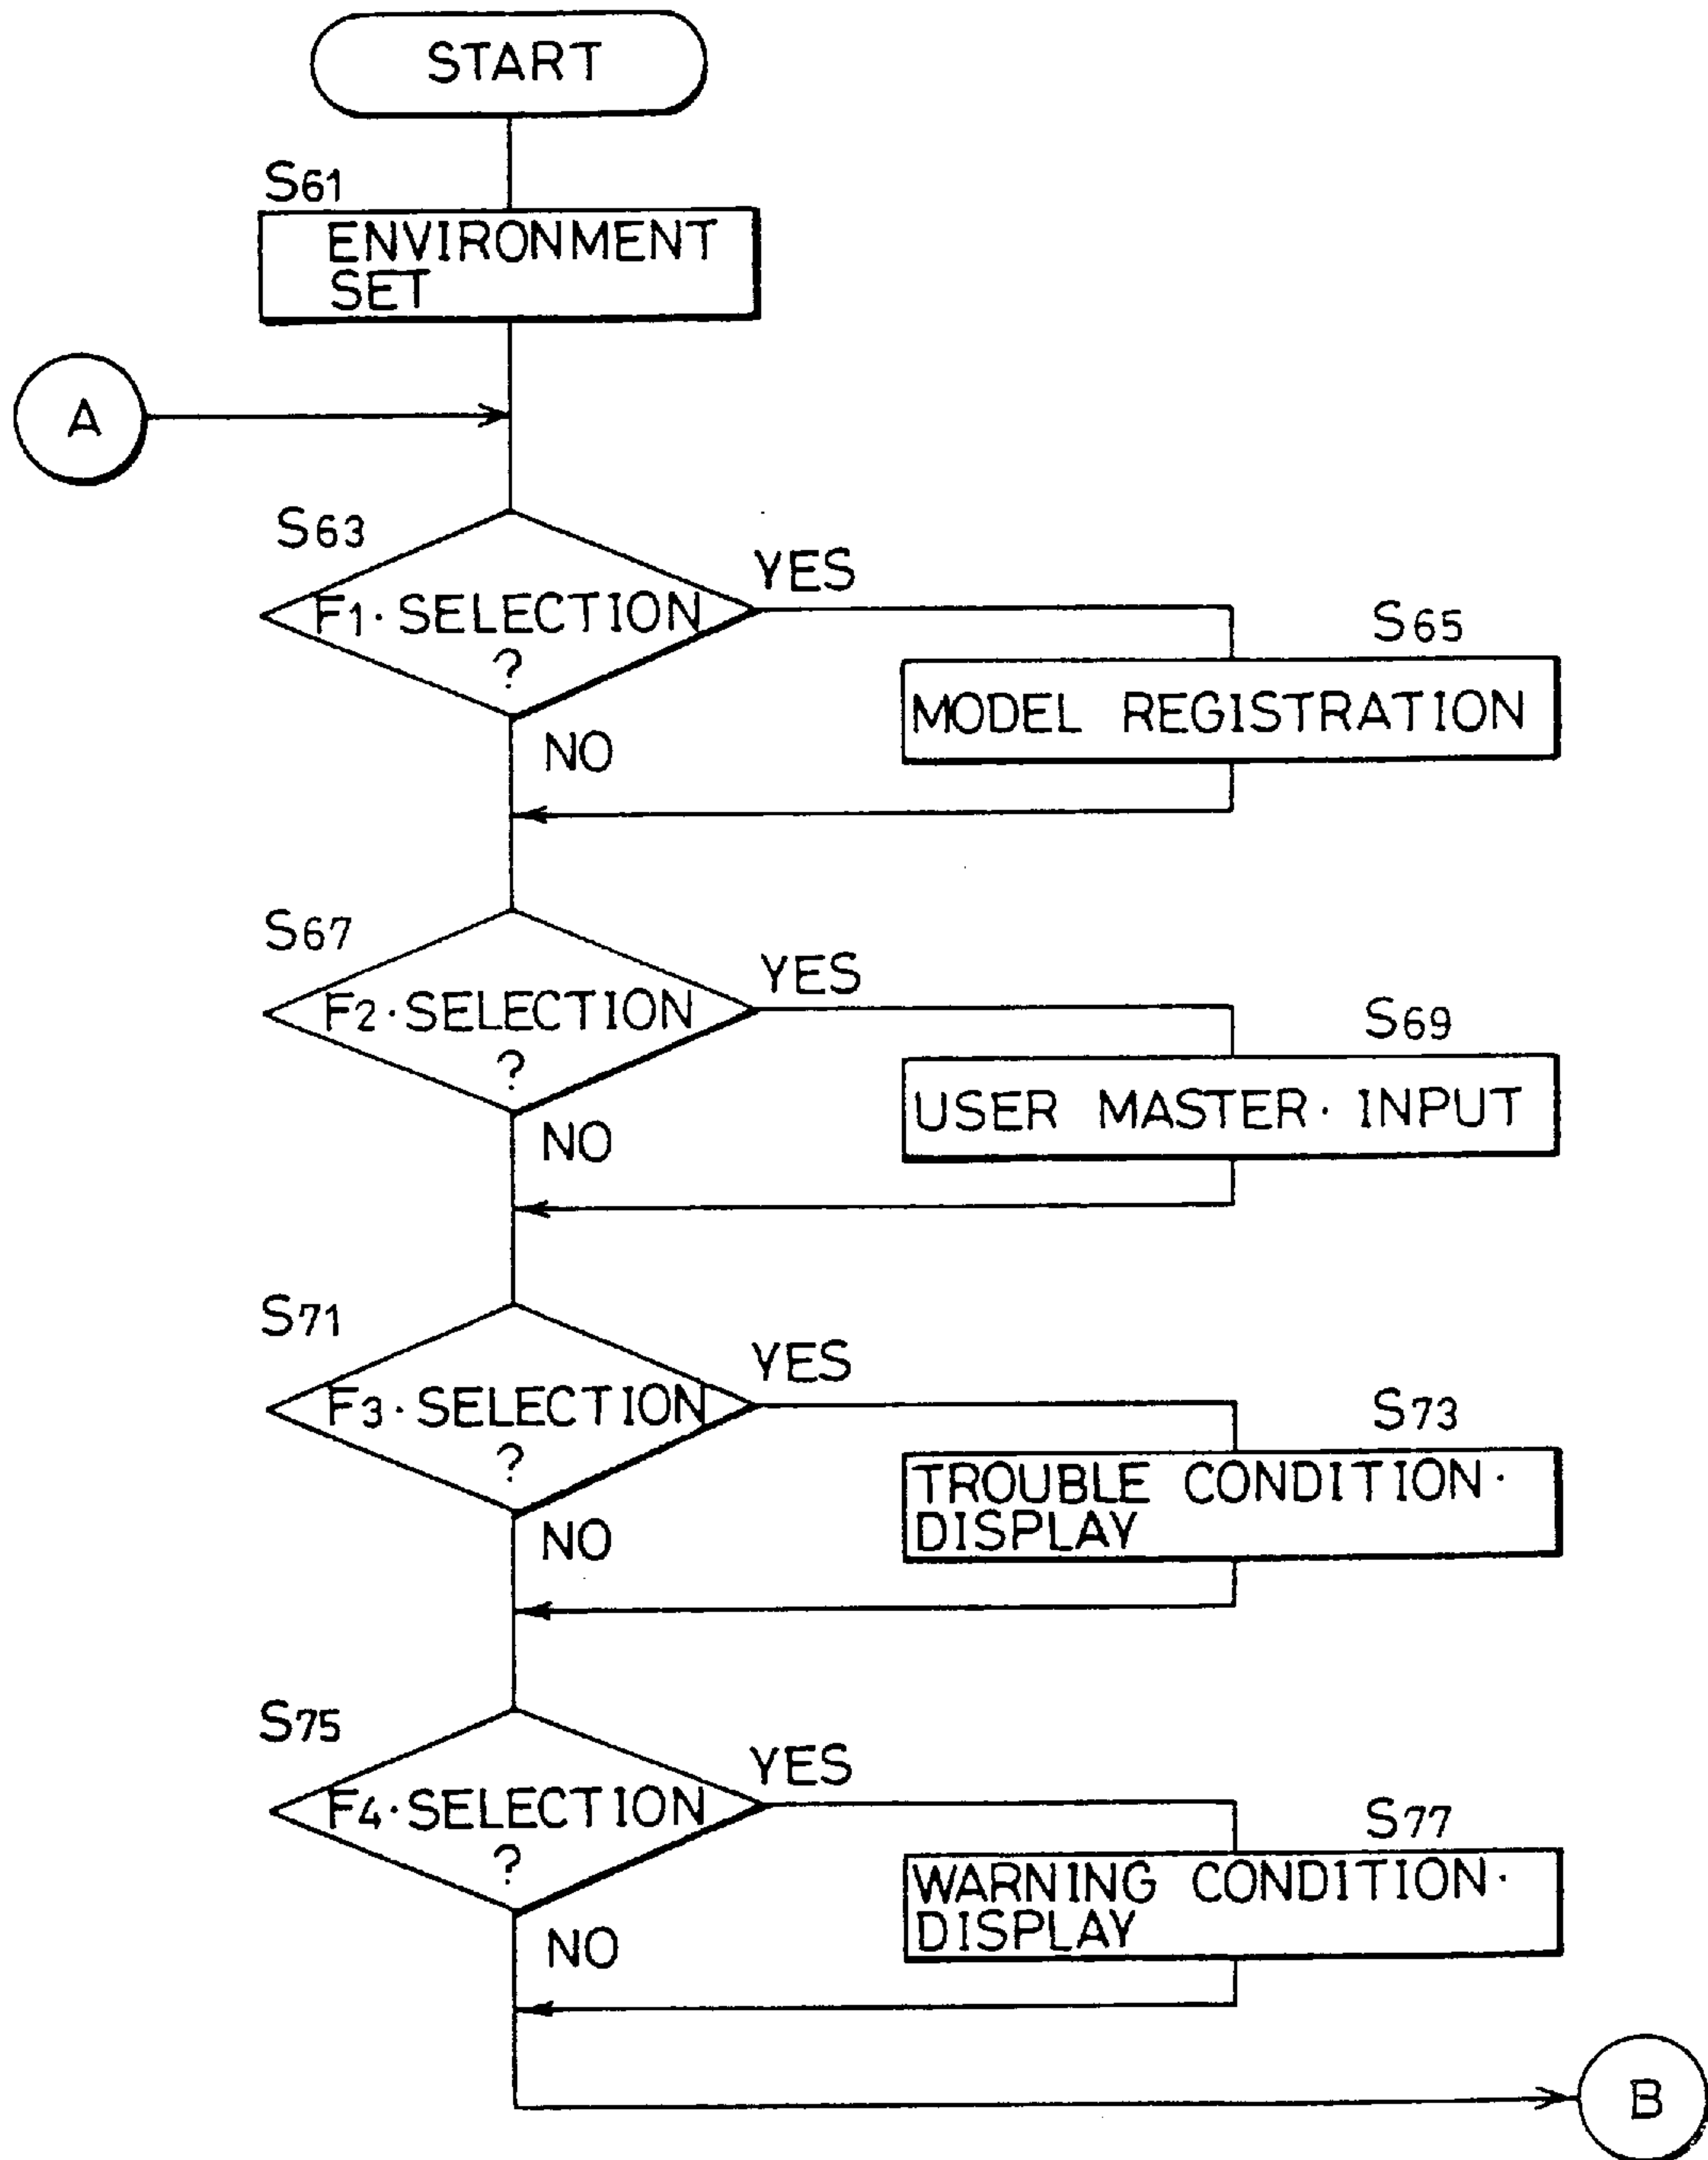 START
S61
ENVIRONMENT
SET
A
S63
F1·SELECTION
?
YES
NO
S65
MODEL REGISTRATION
S67
F2·SELECTION
?
YES
NO
S69
USER MASTER· INPUT
S71
F3·SELECTION
?
YES
NO
S73
TROUBLE CONDITION·
DISPLAY
S75
F4·SELECTION
?
YES
NO
S77
WARNING CONDITION·
DISPLAY
B